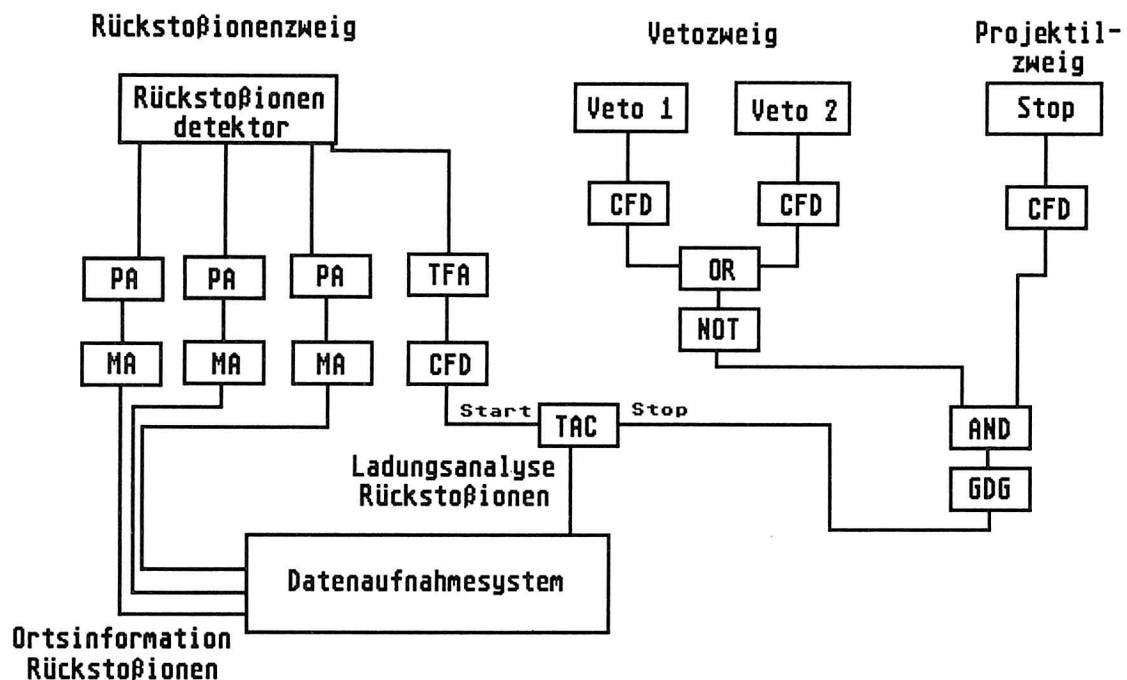 Rückstoßionenzweig
Vetozweig
Projektil-
zweig
Rückstoßionen
detektor
Veto 1
Veto 2
Stop
CFD
CFD
CFD
PA
PA
PA
TFA
OR
NOT
MA
MA
MA
CFD
Start
TAC
Stop
AND
GDG
Ladungsanalyse
Rückstoßionen
Datenaufnahmesystem
Ortsinformation
Rückstoßionen